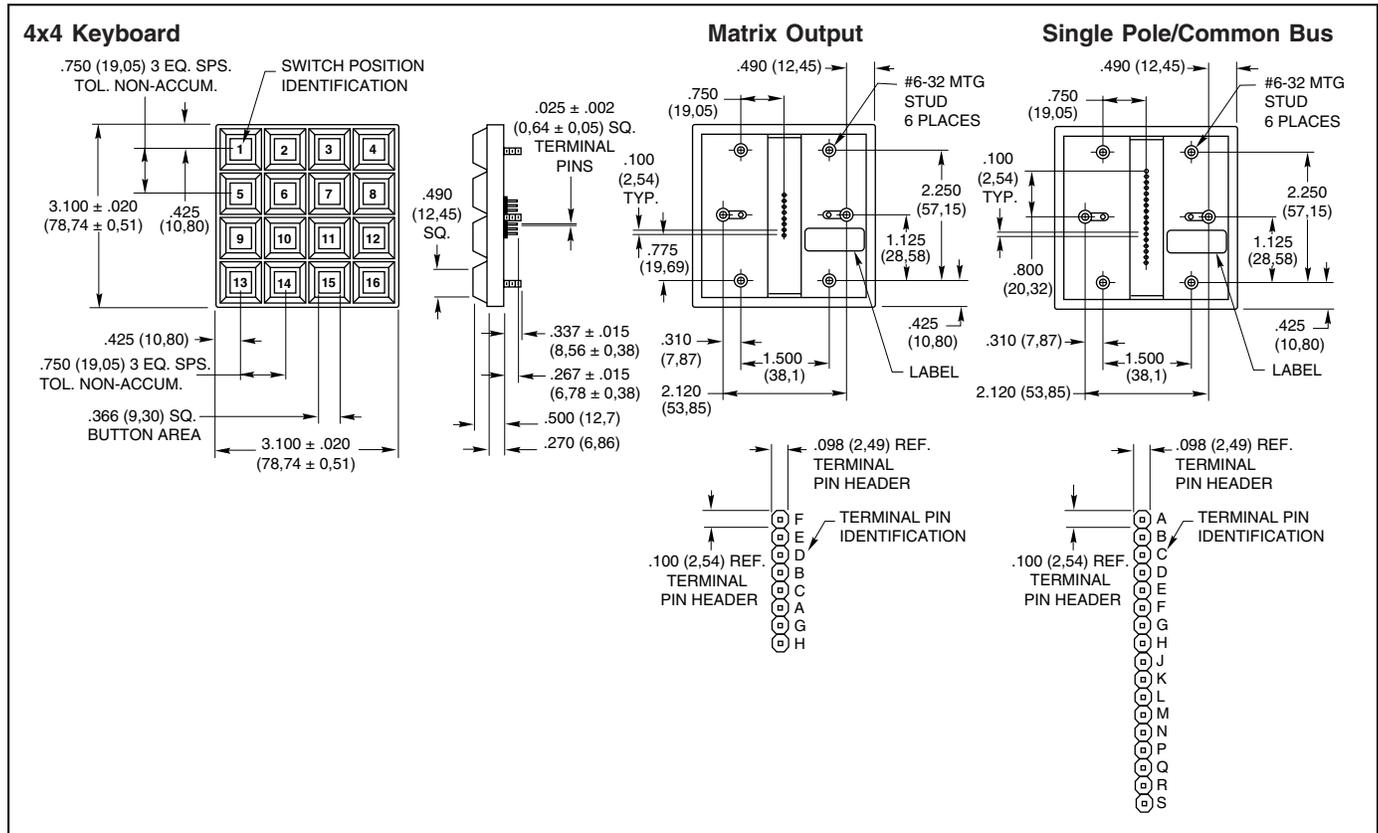 4x4 Keyboard
.750 (19,05) 3 EQ. SPS.
TOL. NON-ACCUM.
SWITCH POSITION
IDENTIFICATION
1
2
3
4
5
6
7
8
9
10
11
12
13
14
15
16
3.100 ± .020
(78,74 ± 0,51)
.425
(10,80)
.425 (10,80)
.750 (19,05) 3 EQ. SPS.
TOL. NON-ACCUM.
.366 (9,30) SQ.
BUTTON AREA
3.100 ± .020
(78,74 ± 0,51)
.025 ± .002
(0,64 ± 0,05) SQ.
TERMINAL
PINS
.490
(12,45)
SQ.
.337 ± .015
(8,56 ± 0,38)
.267 ± .015
(6,78 ± 0,38)
.500 (12,7)
.270 (6,86)
Matrix Output
.490 (12,45)
.750
(19,05)
#6-32 MTG
STUD
6 PLACES
.100
(2,54)
TYP.
.775
(19,69)
2.250
(57,15)
1.125
(28,58)
.425
(10,80)
.310
(7,87)
1.500
(38,1)
2.120
(53,85)
LABEL
.098 (2,49) REF.
TERMINAL
PIN HEADER
TERMINAL PIN
IDENTIFICATION
.100 (2,54) REF.
TERMINAL
PIN HEADER
F
E
D
B
C
A
G
H
Single Pole/Common Bus
.490 (12,45)
.750
(19,05)
#6-32 MTG
STUD
6 PLACES
.100
(2,54)
TYP.
.800
(20,32)
2.250
(57,15)
1.125
(28,58)
.425
(10,80)
.310 (7,87)
1.500
(38,1)
2.120 (53,85)
LABEL
.098 (2,49) REF.
TERMINAL
PIN HEADER
TERMINAL PIN
IDENTIFICATION
.100 (2,54) REF.
TERMINAL
PIN HEADER
A
B
C
D
E
F
G
H
J
K
L
M
N
P
Q
R
S